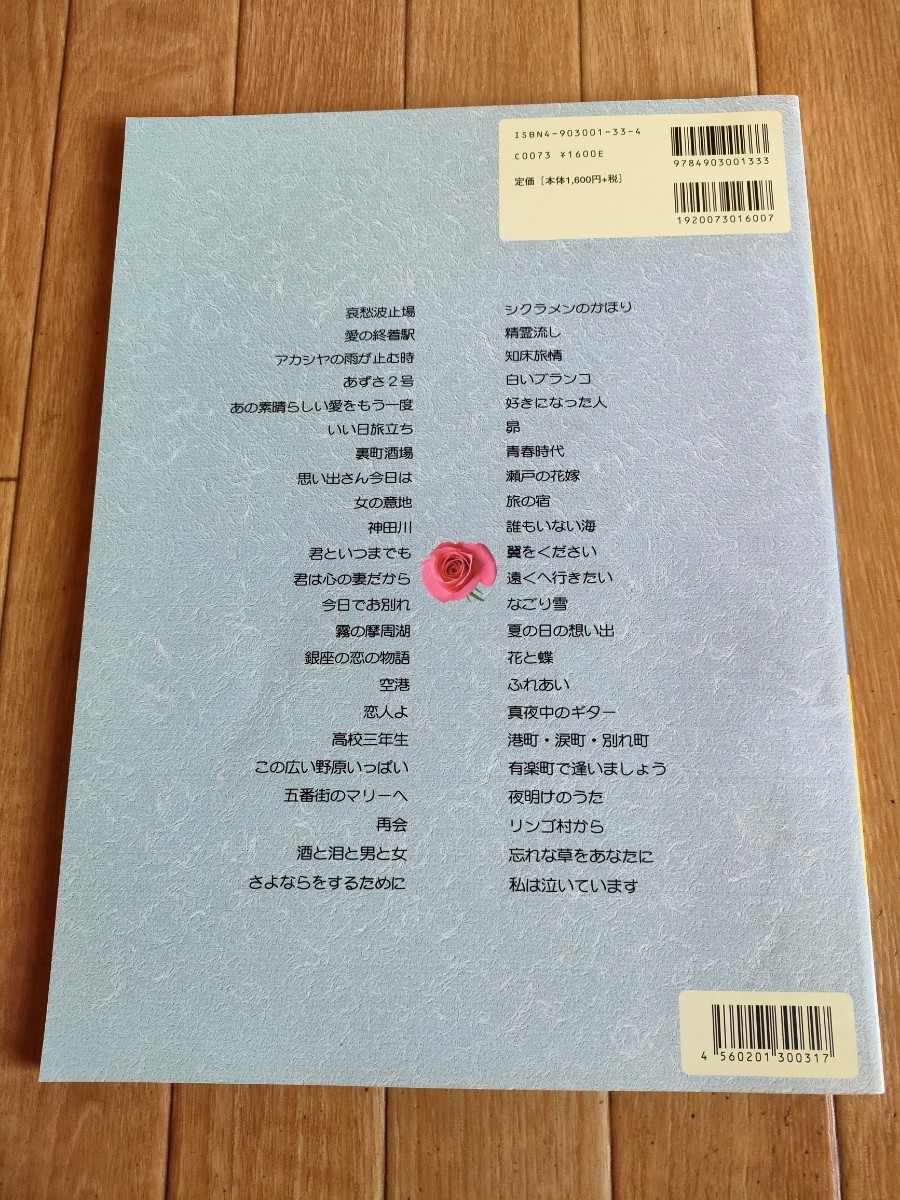 ISBN4-903001-33-4
C0073 ¥1600E
定価［本体1,600円+税］
9784903001333
1920073016007
哀愁波止場
愛の終着駅
アカシヤの雨が止む時
あずさ２号
あの素晴らしい愛をもう一度
いい日旅立ち
裏町酒場
思い出さん今日は
女の意地
神田川
君といつまでも
君は心の妻だから
今日でお別れ
霧の摩周湖
銀座の恋の物語
空港
恋人よ
高校三年生
この広い野原いっぱい
五番街のマリーへ
再会
酒と泪と男と女
さよならをするために
シクラメンのかほり
精霊流し
知床旅情
白いブランコ
好きになった人
昴
青春時代
瀬戸の花嫁
旅の宿
誰もいない海
翼をください
遠くへ行きたい
なごり雪
夏の日の想い出
花と蝶
ふれあい
真夜中のギター
港町・涙町・別れ町
有楽町で逢いましょう
夜明けのうた
リンゴ村から
忘れな草をあなたに
私は泣いています
4 560201 300317